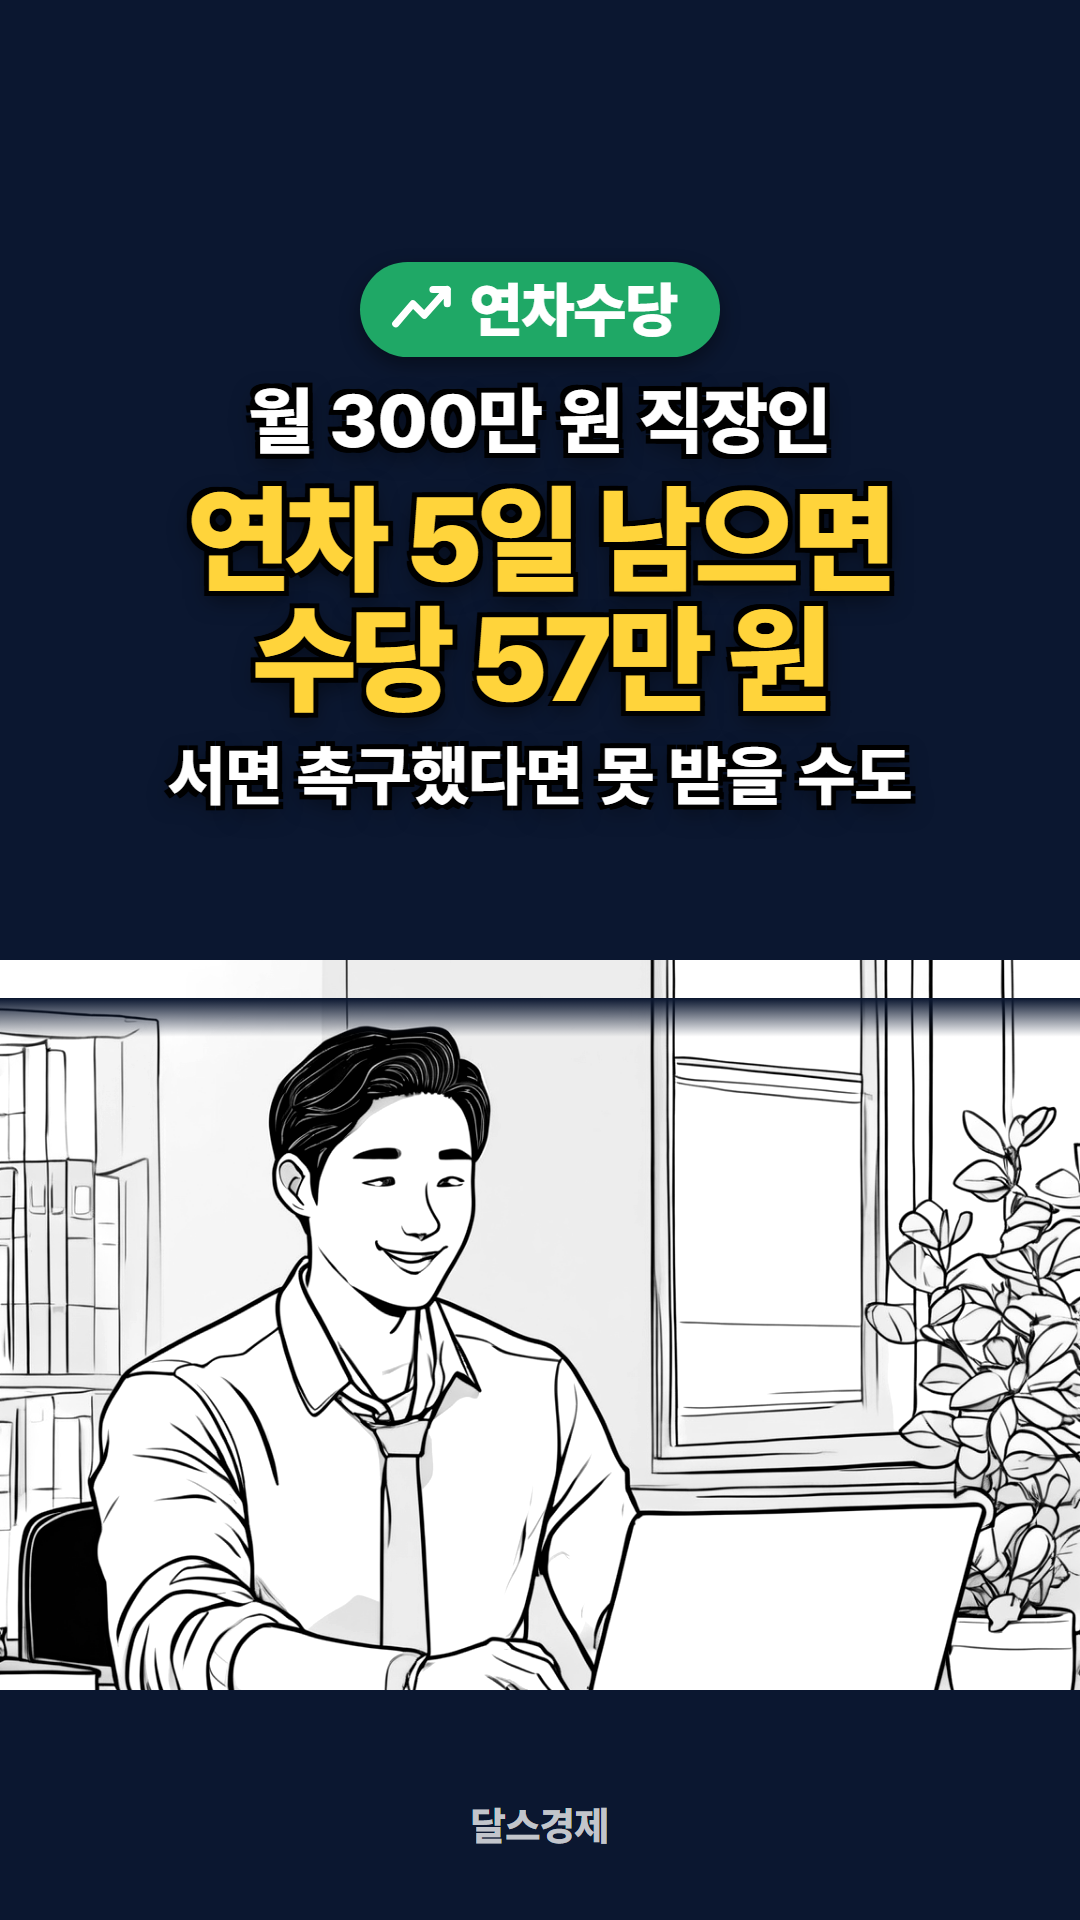 연차수당
월 300만 원 직장인
연차 5일 남으면
수당 57만 원
서면 촉구했다면 못 받을 수도
달스경제